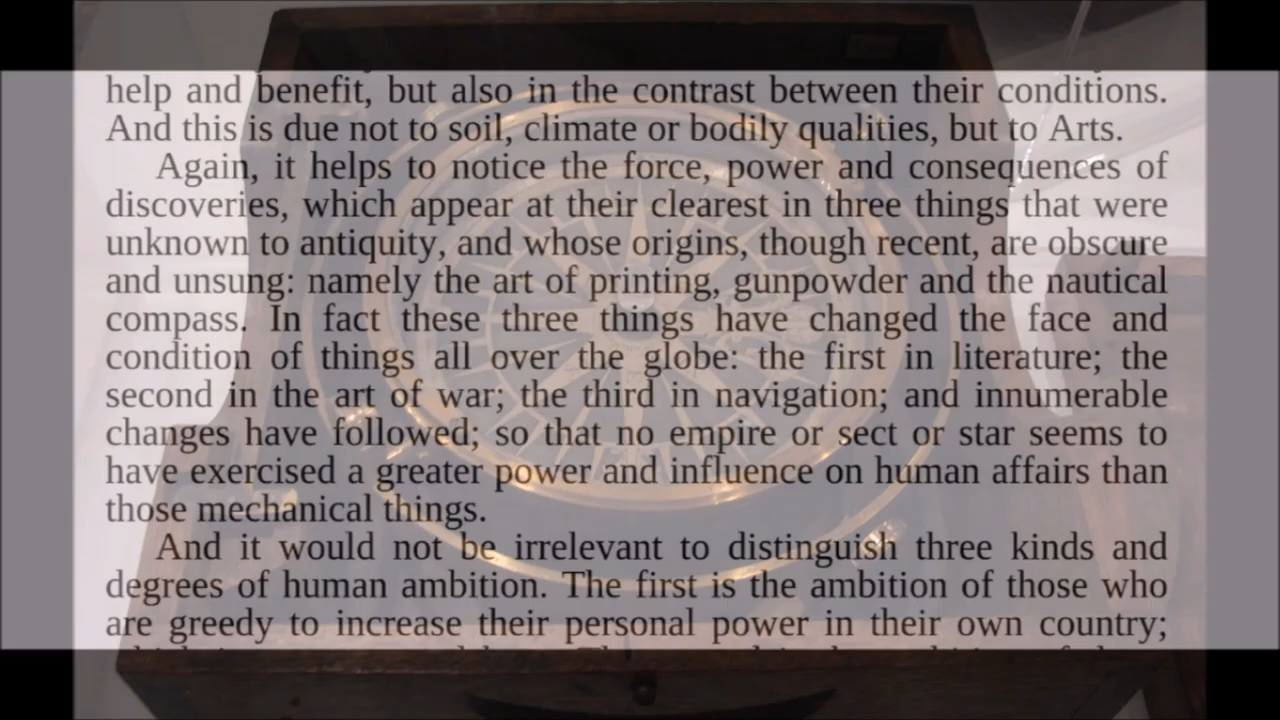 help and benefit, but also in the contrast between their conditions.
And this is due not to soil, climate or bodily qualities, but to Arts.
Again, it helps to notice the force, power and consequences of
discoveries, which appear at their clearest in three things that were
unknown to antiquity, and whose origins, though recent, are obscure
and unsung: namely the art of printing, gunpowder and the nautical
compass. In fact these three things have changed the face and
condition of things all over the globe: the first in literature; the
second in the art of war; the third in navigation; and innumerable
changes have followed; so that no empire or sect or star seems to
have exercised a greater power and influence on human affairs than
those mechanical things.
And it would not be irrelevant to distinguish three kinds and
degrees of human ambition. The first is the ambition of those who
are greedy to increase their personal power in their own country;